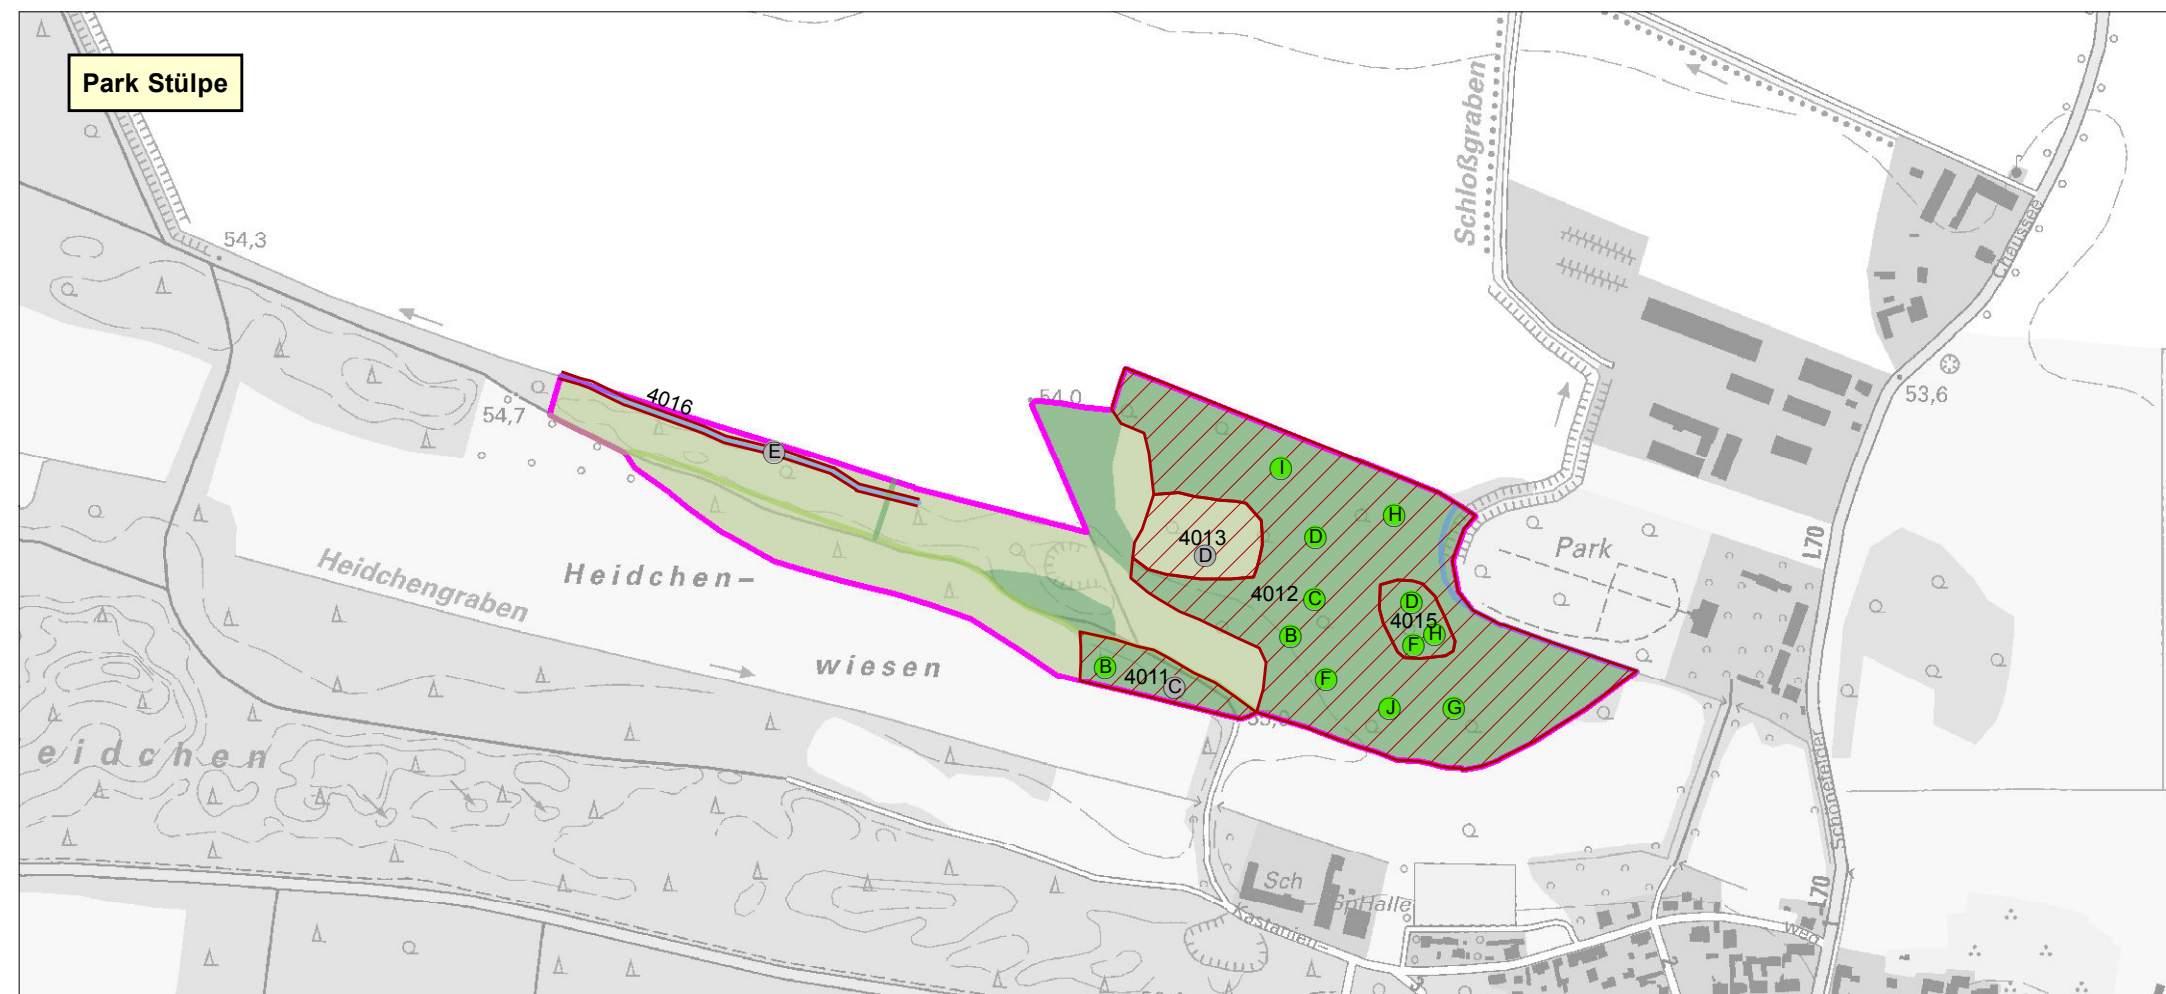 Park Stülpe
Schloßgraben
Chaussee
54,3
4016
54,0
54,7
53,6
E
I
H
D
4013
D
Park
L70
Heidchen–
4012
C
D
4015
H
B
F
Heidchengraben
wiesen
B
4011
C
F
J
G
eidchen
Schönefelder
Sch
SpHalle
L70
Kastanien–
weg